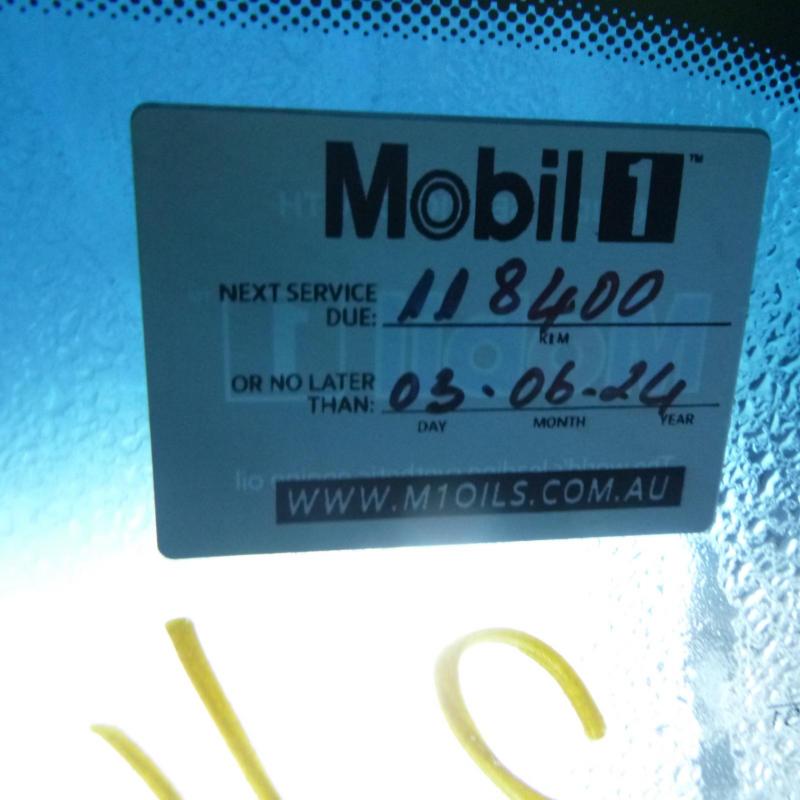 Mobil 1™
NEXT SERVICE DUE: 118400
KLM
OR NO LATER THAN: 03.06-24
DAY MONTH YEAR
WWW.M1OILS.COM.AU